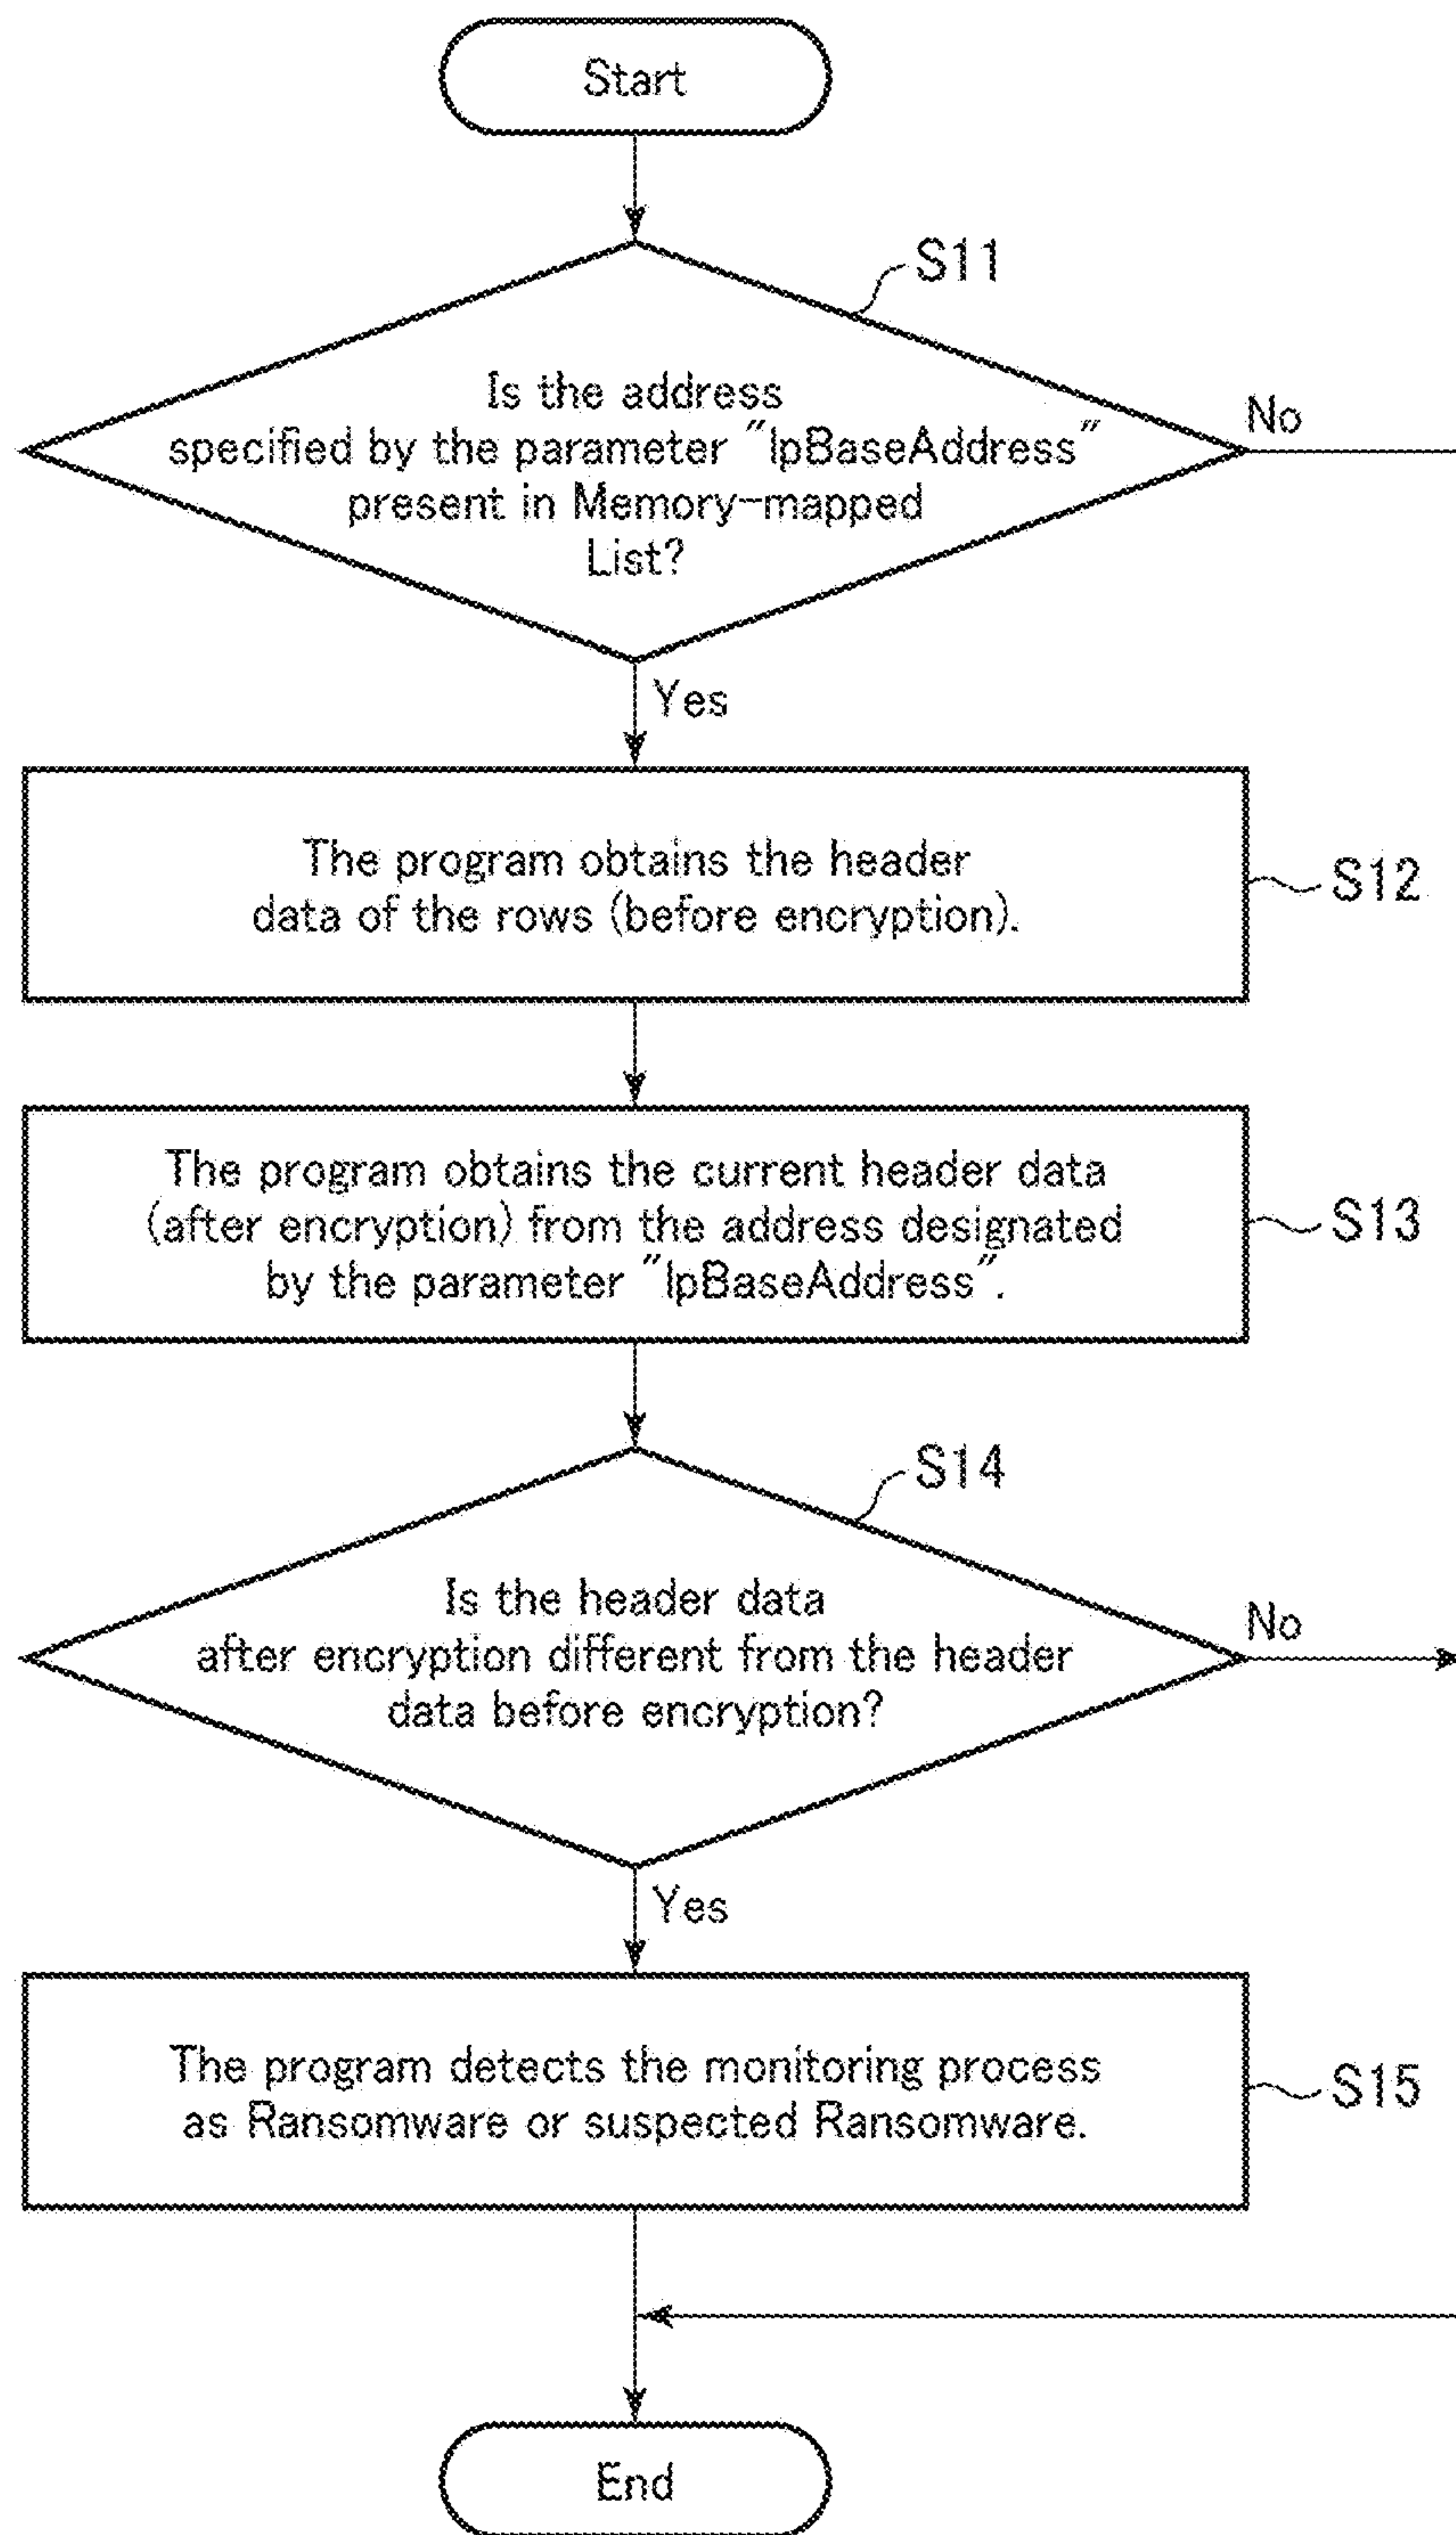 Start
S11
Is the address
specified by the parameter "lpBaseAddress"
present in Memory-mapped
List?
No
Yes
The program obtains the header
data of the rows (before encryption).
S12
The program obtains the current header data
(after encryption) from the address designated
by the parameter "lpBaseAddress".
S13
S14
Is the header data
after encryption different from the header
data before encryption?
No
Yes
The program detects the monitoring process
as Ransomware or suspected Ransomware.
S15
End